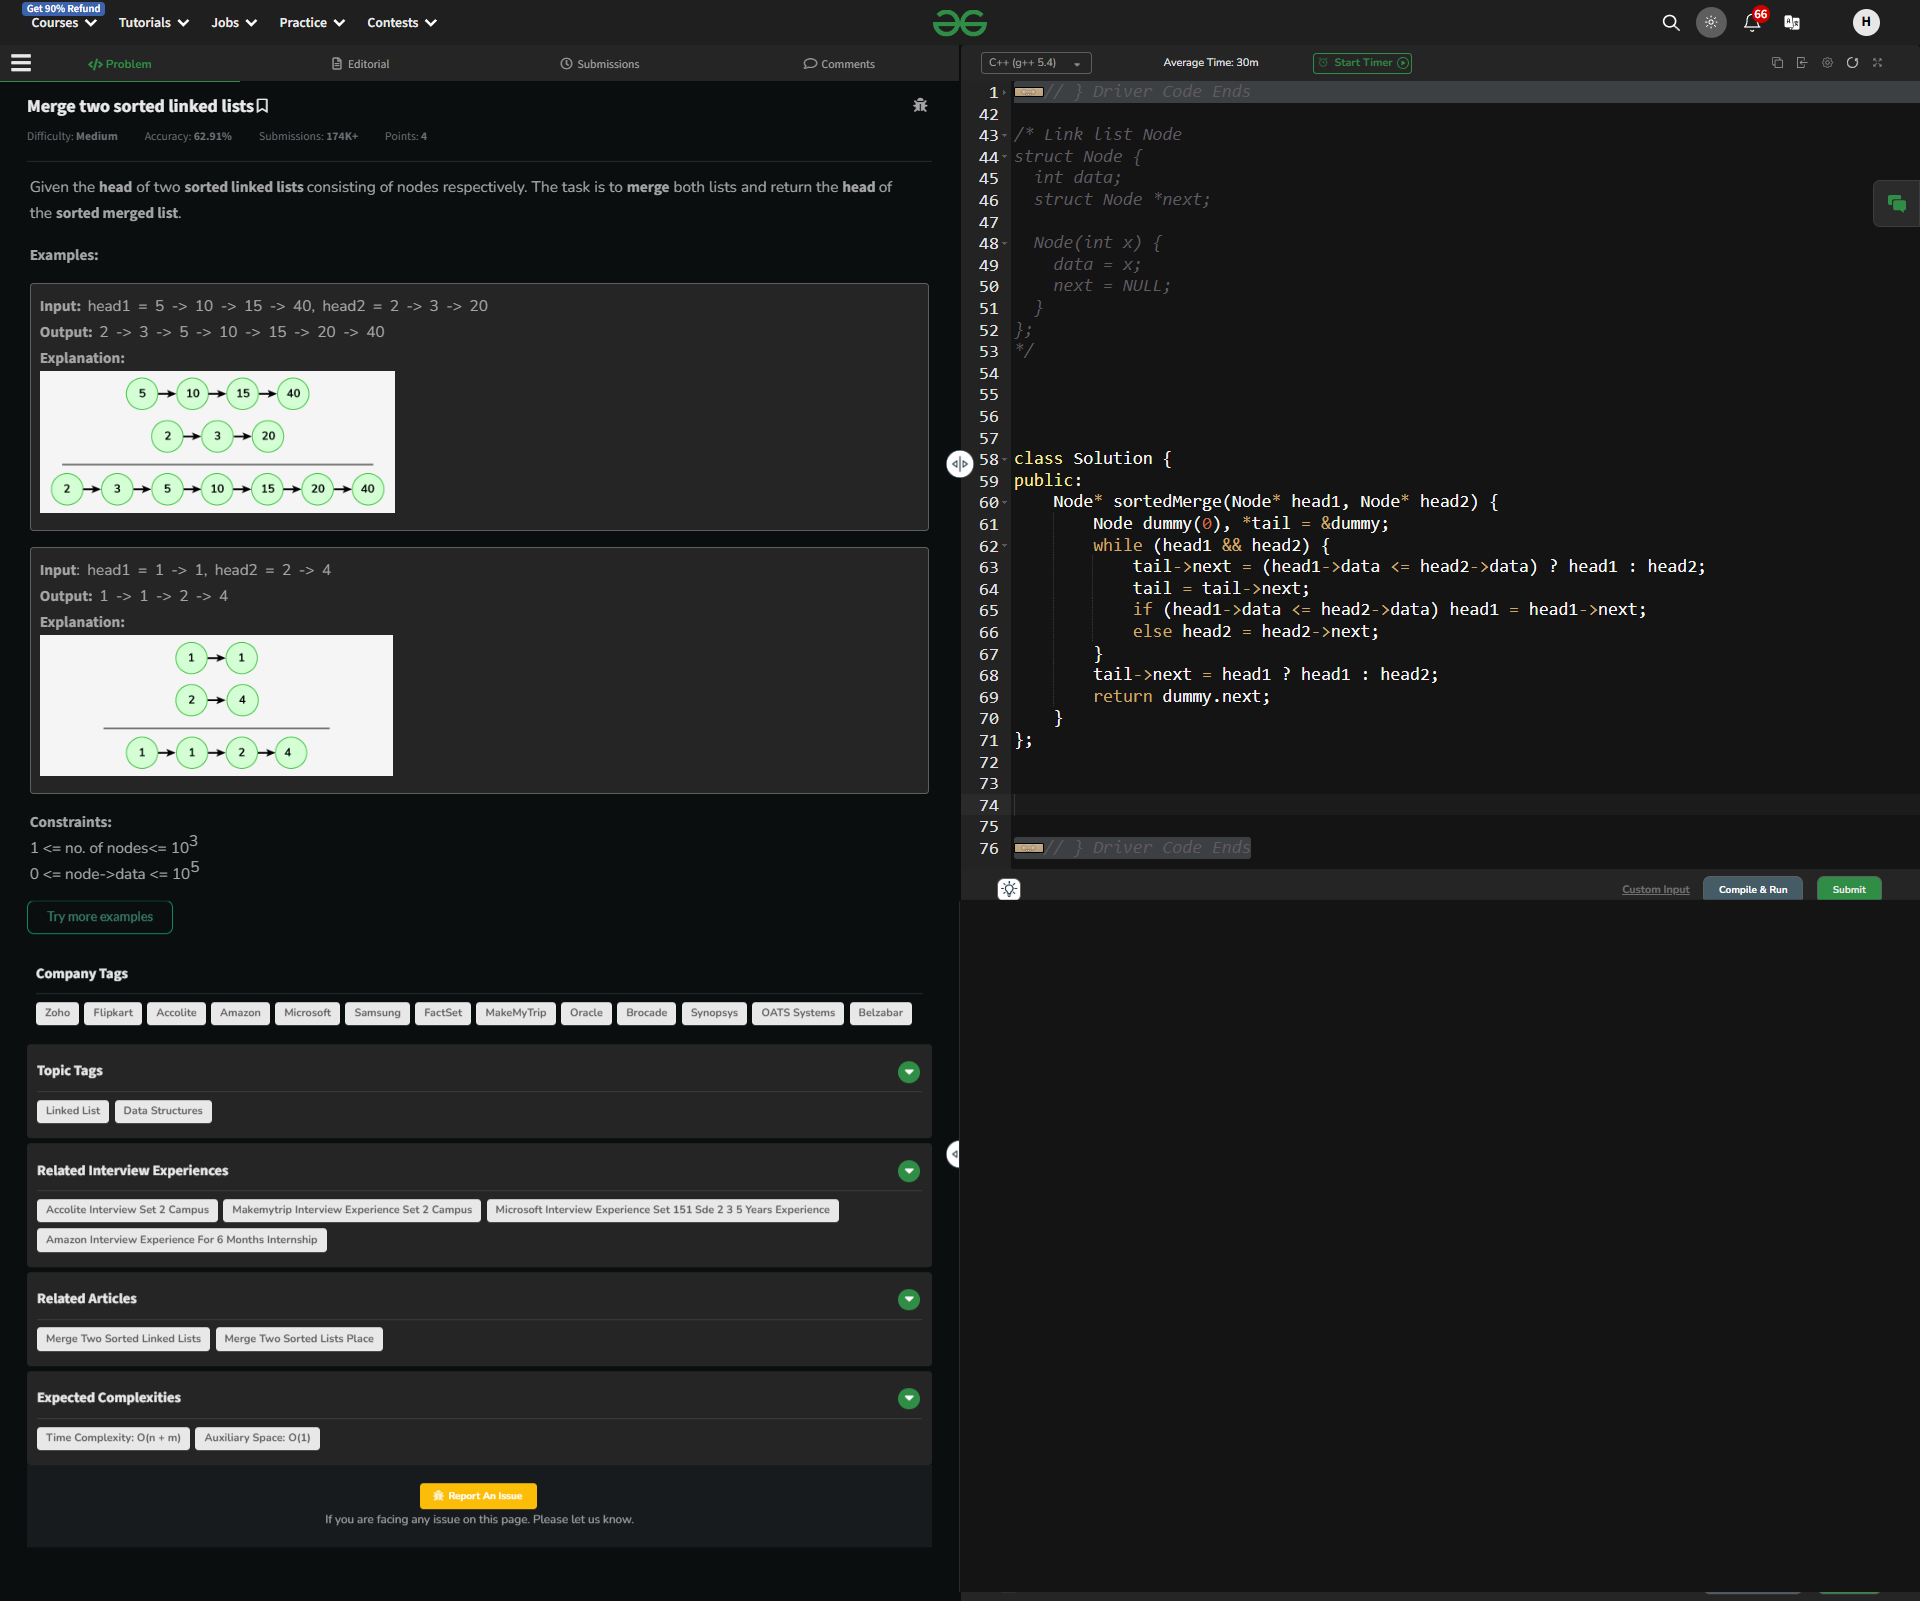 Get 90% Refund
Courses Tutorials Jobs Practice Contests
66
H
Problem Editorial Submissions Comments
Merge two sorted linked lists
Difficulty: Medium Accuracy: 62.91% Submissions: 174K+ Points: 4
Given the head of two sorted linked lists consisting of nodes respectively. The task is to merge both lists and return the head of
the sorted merged list.
Examples:
Input: head1 = 5 -> 10 -> 15 -> 40, head2 = 2 -> 3 -> 20
Output: 2 -> 3 -> 5 -> 10 -> 15 -> 20 -> 40
Explanation:
5 10 15 40
2 3 20
2 3 5 10 15 20 40
Input: head1 = 1 -> 1, head2 = 2 -> 4
Output: 1 -> 1 -> 2 -> 4
Explanation:
1 1
2 4
1 1 2 4
Constraints:
1 <= no. of nodes<= 10^3
0 <= node->data <= 10^5
Try more examples
Company Tags
Zoho Flipkart Accolite Amazon Microsoft Samsung FactSet MakeMyTrip Oracle Brocade Synopsys OATS Systems Belzabar
Topic Tags
Linked List Data Structures
Related Interview Experiences
Accolite Interview Set 2 Campus Makemytrip Interview Experience Set 2 Campus Microsoft Interview Experience Set 151 Sde 2 3 5 Years Experience
Amazon Interview Experience For 6 Months Internship
Related Articles
Merge Two Sorted Linked Lists Merge Two Sorted Lists Place
Expected Complexities
Time Complexity: O(n + m) Auxiliary Space: O(1)
Report An Issue
If you are facing any issue on this page. Please let us know.
C++ (g++ 5.4) Average Time: 30m Start Timer
1 // } Driver Code Ends
42
43 /* Link list Node
44 struct Node {
45 int data;
46 struct Node *next;
47
48 Node(int x) {
49 data = x;
50 next = NULL;
51 }
52 };
53 */
54
55
56
57
58 class Solution {
59 public:
60 Node* sortedMerge(Node* head1, Node* head2) {
61 Node dummy(0), *tail = &dummy;
62 while (head1 && head2) {
63 tail->next = (head1->data <= head2->data) ? head1 : head2;
64 tail = tail->next;
65 if (head1->data <= head2->data) head1 = head1->next;
66 else head2 = head2->next;
67 }
68 tail->next = head1 ? head1 : head2;
69 return dummy.next;
70 }
71 };
72
73
74
75
76 // } Driver Code Ends
Custom Input Compile & Run Submit